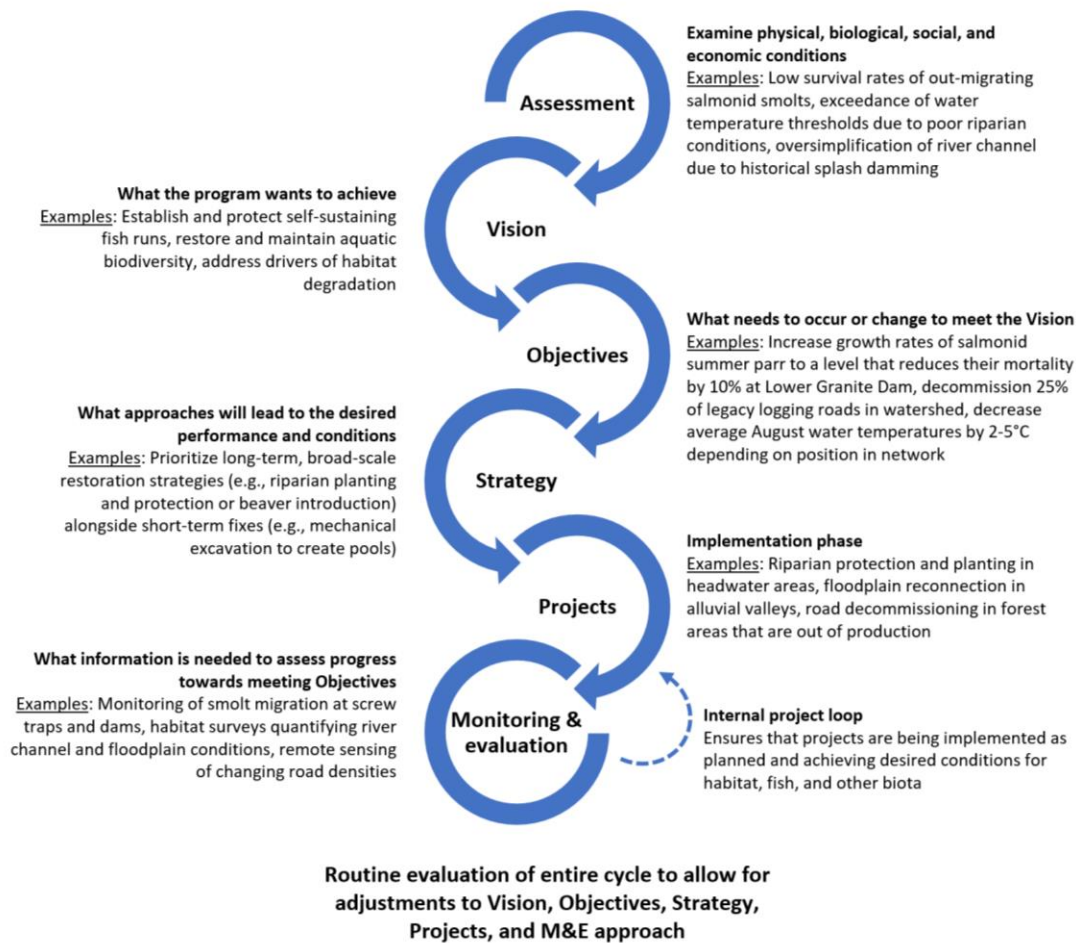 Assessment
Examine physical, biological, social, and
economic conditions
Examples: Low survival rates of out-migrating
salmonid smolts, exceedance of water
temperature thresholds due to poor riparian
conditions, oversimplification of river channel
due to historical splash damming
What the program wants to achieve
Examples: Establish and protect self-sustaining
fish runs, restore and maintain aquatic
biodiversity, address drivers of habitat
degradation
Vision
Objectives
What needs to occur or change to meet the Vision
Examples: Increase growth rates of salmonid
summer parr to a level that reduces their mortality
by 10% at Lower Granite Dam, decommission 25%
of legacy logging roads in watershed, decrease
average August water temperatures by 2-5°C
depending on position in network
What approaches will lead to the desired
performance and conditions
Examples: Prioritize long-term, broad-scale
restoration strategies (e.g., riparian planting
and protection or beaver introduction)
alongside short-term fixes (e.g., mechanical
excavation to create pools)
Strategy
Projects
Implementation phase
Examples: Riparian protection and planting in
headwater areas, floodplain reconnection in
alluvial valleys, road decommissioning in forest
areas that are out of production
What information is needed to assess progress
towards meeting Objectives
Examples: Monitoring of smolt migration at screw
traps and dams, habitat surveys quantifying river
channel and floodplain conditions, remote sensing
of changing road densities
Monitoring &
evaluation
Internal project loop
Ensures that projects are being implemented as
planned and achieving desired conditions for
habitat, fish, and other biota
Routine evaluation of entire cycle to allow for
adjustments to Vision, Objectives, Strategy,
Projects, and M&E approach